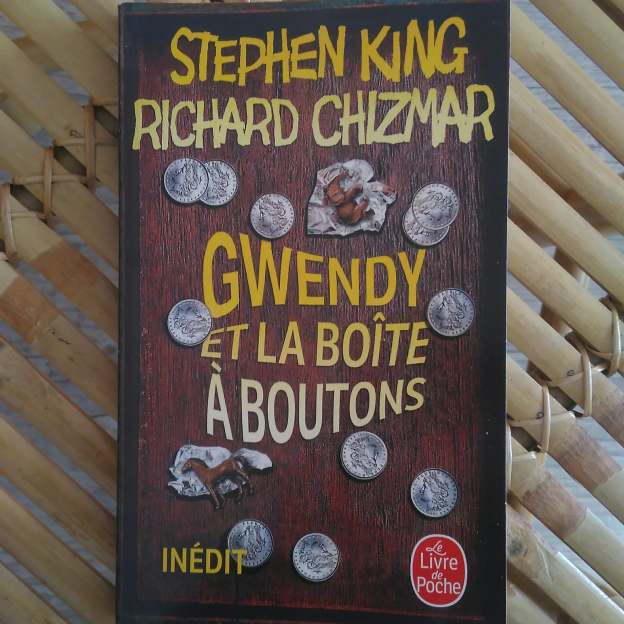 STEPHEN KING
RICHARD CHIZMAR
GWENDY
ET LA BOÎTE
À BOUTONS
INÉDIT
Le
Livre
de
Poche